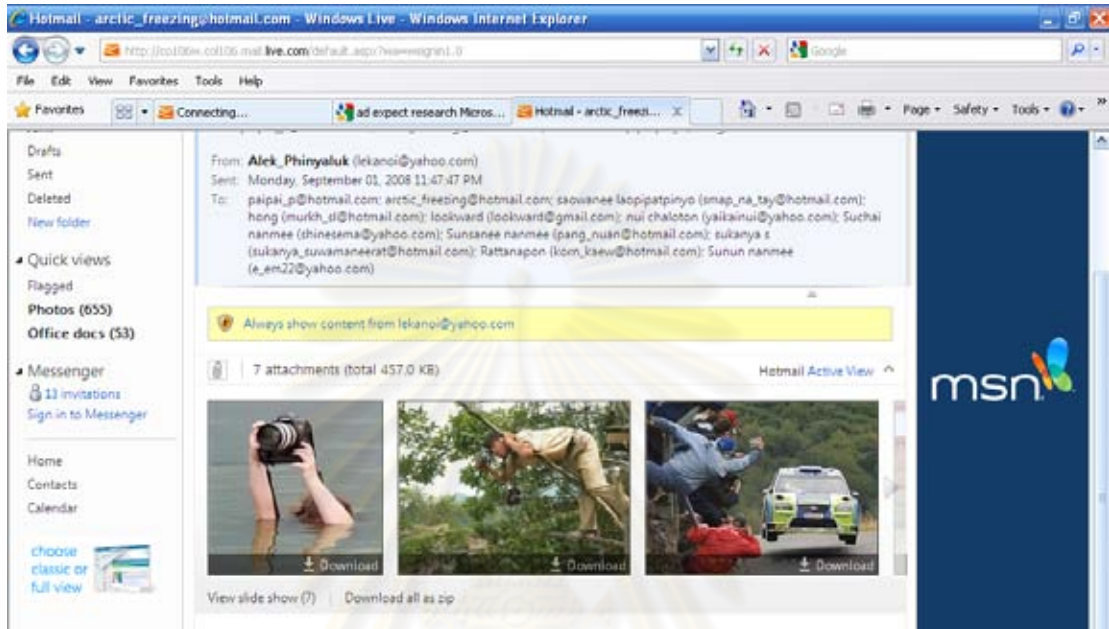 Hotmail - arctic_freezing@hotmail.com - Windows Live - Windows Internet Explorer
live.com
Google
File Edit View Favorites Tools Help
Favorites
Connecting...
ad expect research Micros...
Hotmail - arctic_freezi...
Page Safety Tools
Drafts
Sent
Deleted
New folder
Quick views
Flagged
Photos (655)
Office docs (53)
Messenger
13 invitations
Sign in to Messenger
Home
Contacts
Calendar
choose
classic or
full view
From: Alek_Phinyaluk (lekanoi@yahoo.com)
Sent: Monday, September 01, 2008 11:47:47 PM
To: paipai_p@hotmail.com; arctic_freezing@hotmail.com; saowanee laopipatpinyo (smap_na_tay@hotmail.com);
hong (murkh_sl@hotmail.com); lookward (lookward@gmail.com); nui chaloton (yaikainui@yahoo.com); Suchai
nanmee (shinesema@yahoo.com); Sunsanee nanmee (pang_nuan@hotmail.com); sukanya s
(sukanya_suwamaneerat@hotmail.com); Rattanapon (korn_kaew@hotmail.com); Sunun nanmee
(e_em22@yahoo.com)
Always show content from lekanoi@yahoo.com
7 attachments (total 457.0 KB)
Hotmail Active View
Download
Download
Download
View slide show (7)
Download all as zip
msn